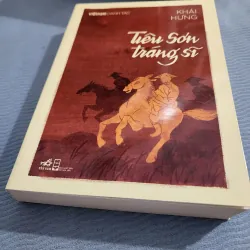 KHÁI
HƯNG
Tiêu Sơn
tráng sĩ